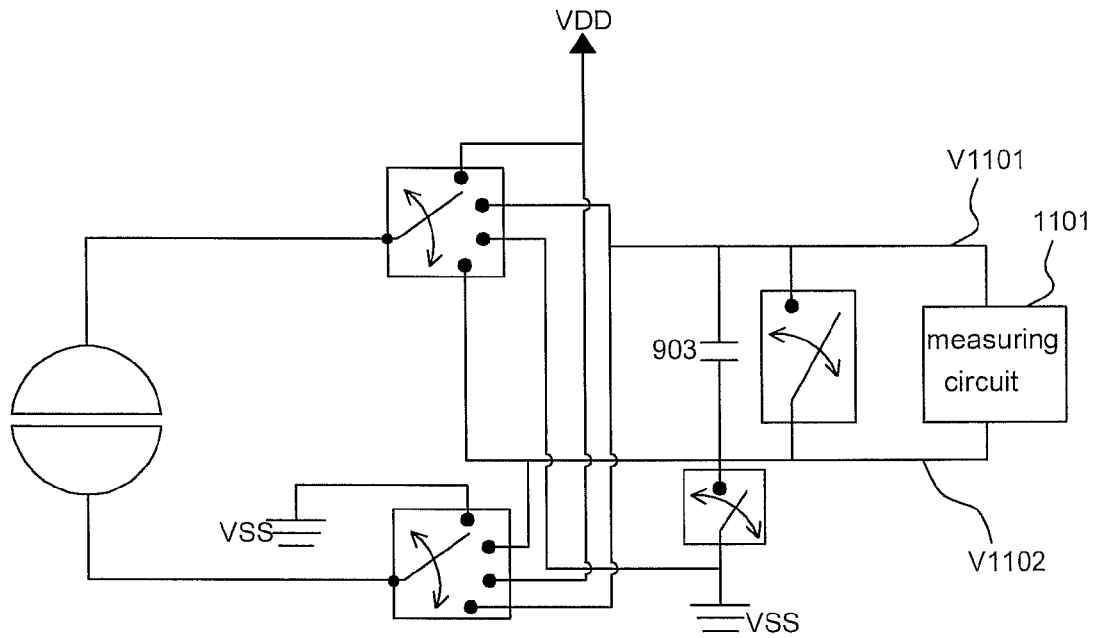 VDD
V1101
1101
903
measuring
circuit
VSS
V1102
VSS